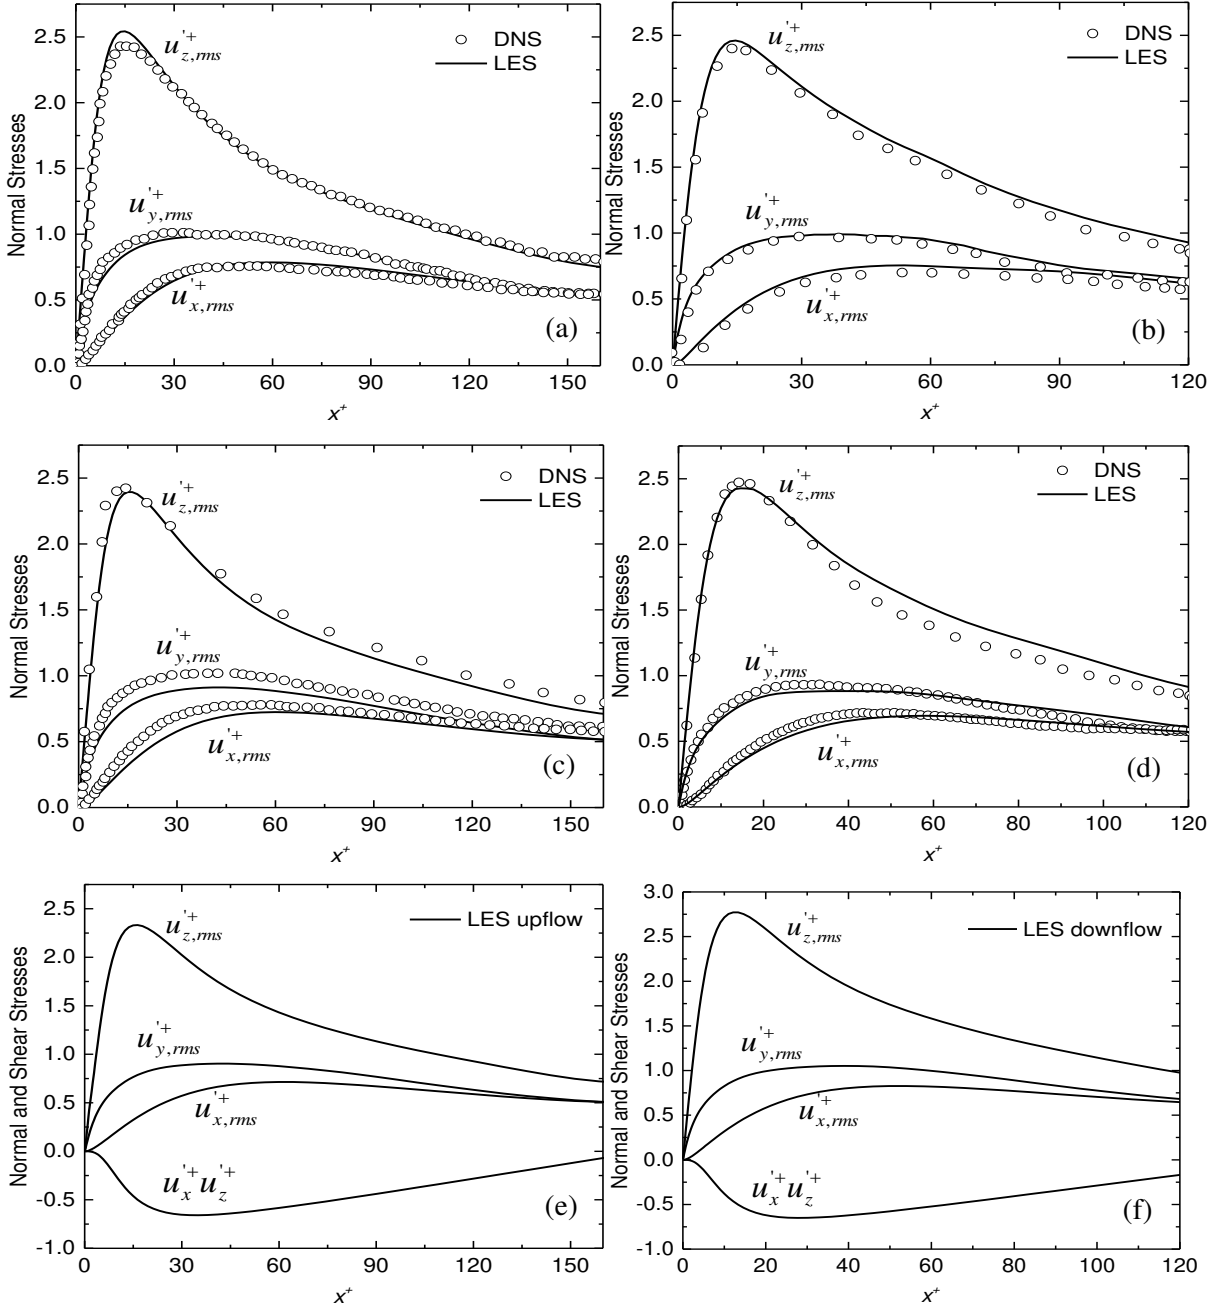 Normal Stresses
2.5
2.0
1.5
1.0
0.5
0.0
u'+z,rms
u'+y,rms
u'+x,rms
DNS
LES
(a)
0 30 60 90 120 150
x+
Normal Stresses
2.5
2.0
1.5
1.0
0.5
0.0
u'+z,rms
u'+y,rms
u'+x,rms
DNS
LES
(b)
0 30 60 90 120
x+
Normal Stresses
2.5
2.0
1.5
1.0
0.5
0.0
u'+z,rms
u'+y,rms
u'+x,rms
DNS
LES
(c)
0 30 60 90 120 150
x+
Normal Stresses
2.5
2.0
1.5
1.0
0.5
0.0
u'+z,rms
u'+y,rms
u'+x,rms
DNS
LES
(d)
0 20 40 60 80 100 120
x+
Normal and Shear Stresses
2.5
2.0
1.5
1.0
0.5
0.0
-0.5
-1.0
u'+z,rms
u'+y,rms
u'+x,rms
u'+x u'+z
LES upflow
(e)
0 30 60 90 120 150
x+
Normal and Shear Stresses
3.0
2.5
2.0
1.5
1.0
0.5
0.0
-0.5
-1.0
u'+z,rms
u'+y,rms
u'+x,rms
u'+x u'+z
LES downflow
(f)
0 20 40 60 80 100 120
x+